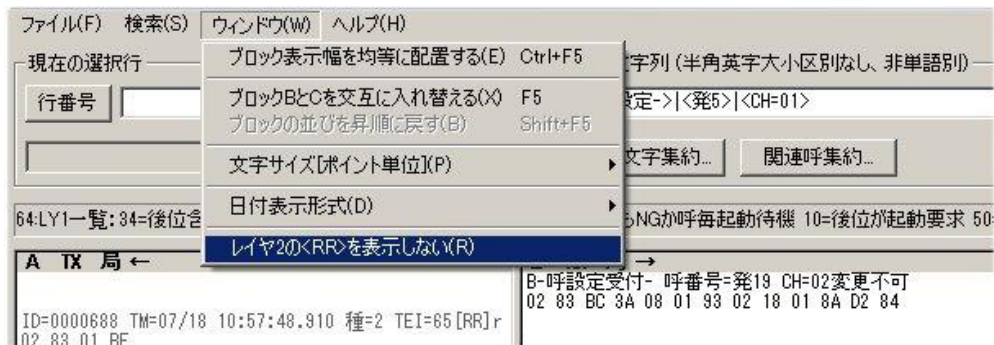 ファイル(F) 検索(S) ウィンドウ(W) ヘルプ(H)
現在の選択行
行番号
ブロック表示幅を均等に配置する(E) Ctrl+F5
ブロックBとCを交互に入れ替える(X) F5
ブロックの並びを昇順に戻す(B) Shift+F5
文字サイズ[ポイント単位](P)
日付表示形式(D)
レイヤ2の<RR>を表示しない(R)
字列 (半角英字大小区別なし、非単語別)
定->|<発5>|<CH=01>
文字集約... 関連呼集約...
64:LY1一覧:34=後位含
NGか呼毎起動待機 10=後位が起動要求 50=
A TX 局 ←
→
ID=0000688 TM=07/18 10:57:48.910 種=2 TEI=65[RR]r
02 83 01 BE
B-呼設定受付- 呼番号=発19 CH=02変更不可
02 83 BC 3A 08 01 93 02 18 01 8A D2 84